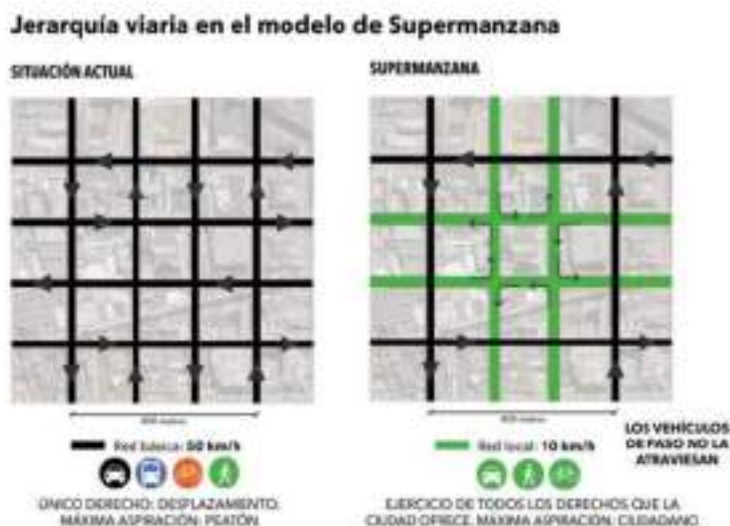 Jerarquía viaria en el modelo de Supermanzana
SITUACIÓN ACTUAL
SUPERMANZANA
metros
metros
Red básica: 50 km/h
Red local: 10 km/h
LOS VEHÍCULOS
DE PASO NO LA
ATRAVIESAN
ÚNICO DERECHO: DESPLAZAMIENTO.
MÁXIMA ASPIRACIÓN: PEATÓN
EJERCICIO DE TODOS LOS DERECHOS QUE LA
CIUDAD OFRECE. MÁXIMA ASPIRACIÓN: CIUDADANO